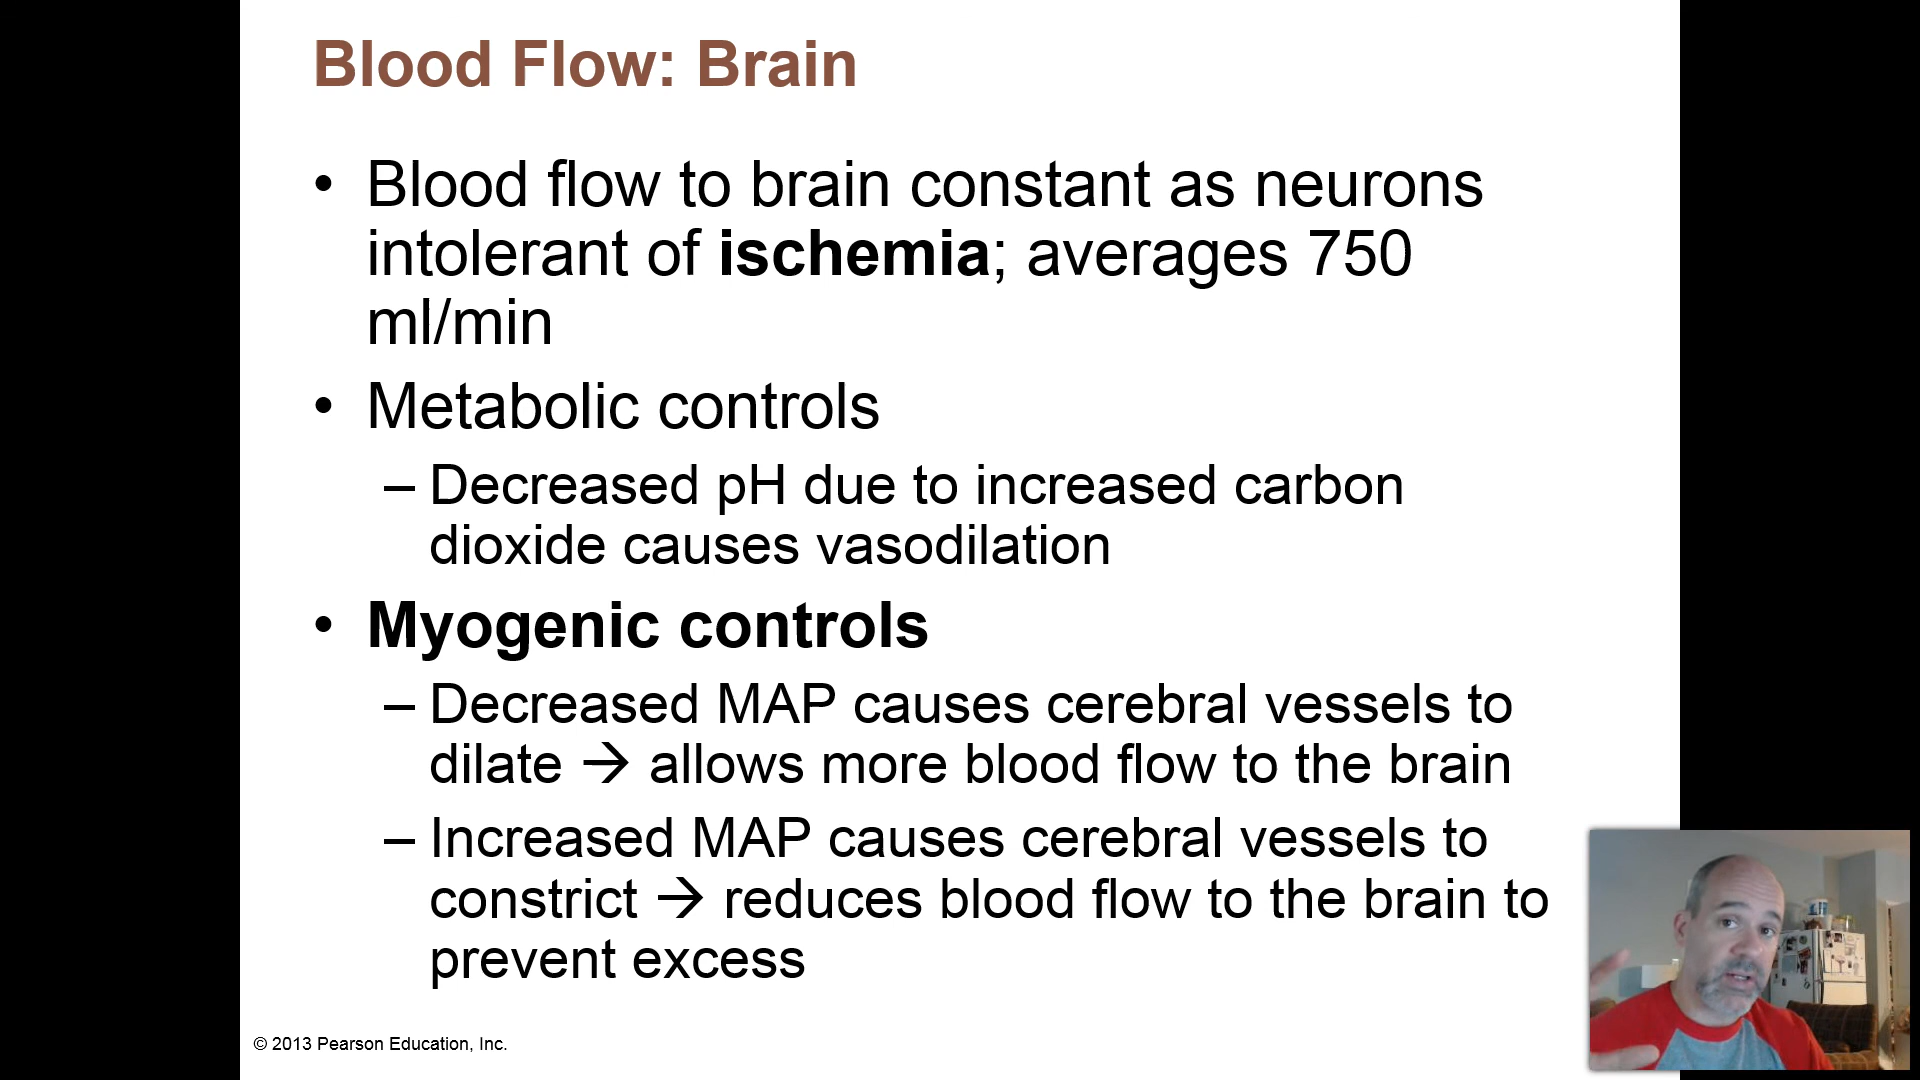 Blood Flow: Brain
• Blood flow to brain constant as neurons
intolerant of ischemia; averages 750
ml/min
• Metabolic controls
– Decreased pH due to increased carbon
dioxide causes vasodilation
• Myogenic controls
– Decreased MAP causes cerebral vessels to
dilate → allows more blood flow to the brain
– Increased MAP causes cerebral vessels to
constrict → reduces blood flow to the brain to
prevent excess
© 2013 Pearson Education, Inc.